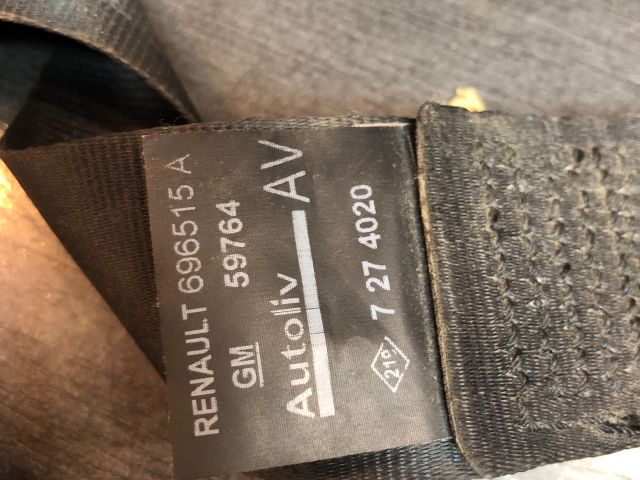 RENAULT 696515 A
GM 59764
Autoliv AV
7 27 4020
21°